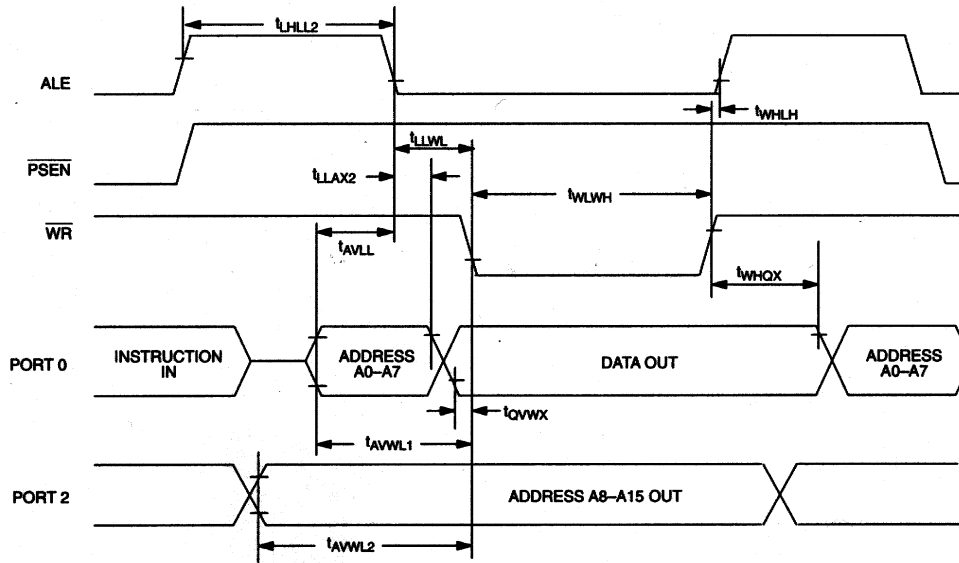 tLHLL2
ALE
tWHLH
tLLWL
PSEN
tLLAX2
tWLWH
WR
tAVLL
tWHQX
PORT 0
INSTRUCTION
IN
ADDRESS
A0–A7
DATA OUT
ADDRESS
A0–A7
tQVWX
tAVWL1
PORT 2
ADDRESS A8–A15 OUT
tAVWL2